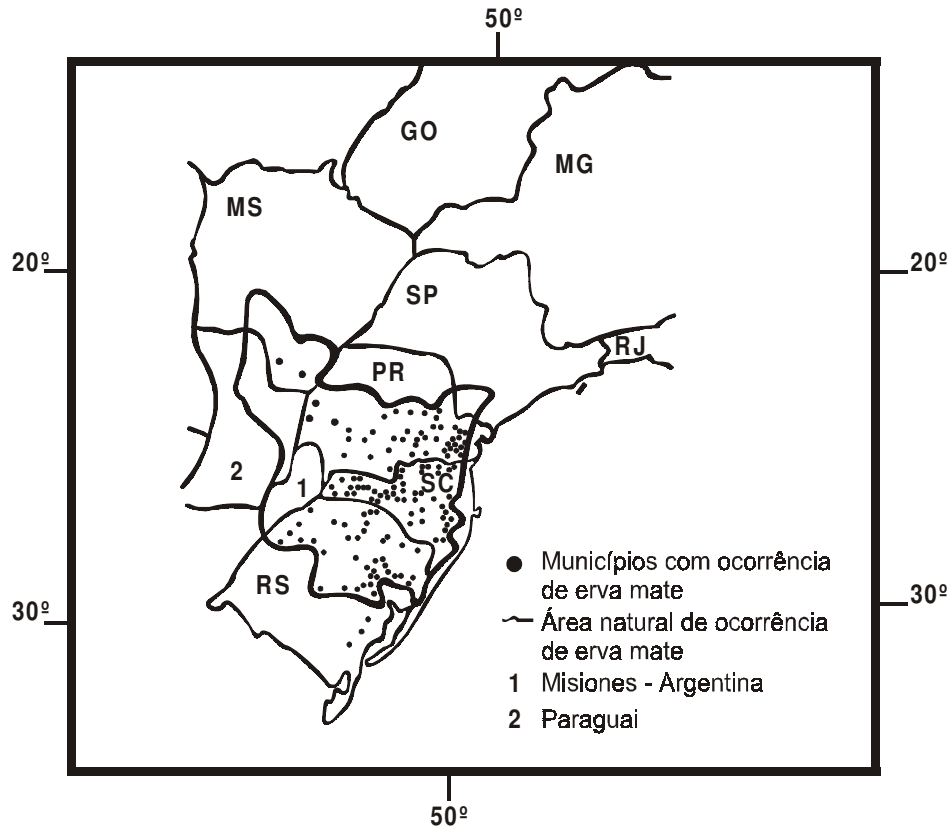 50º
GO
MG
MS
20º
20º
SP
RJ
PR
2
1
SC
RS
Municípios com ocorrência
de erva mate
Área natural de ocorrência
de erva mate
1 Misiones - Argentina
2 Paraguai
30º
30º
50º